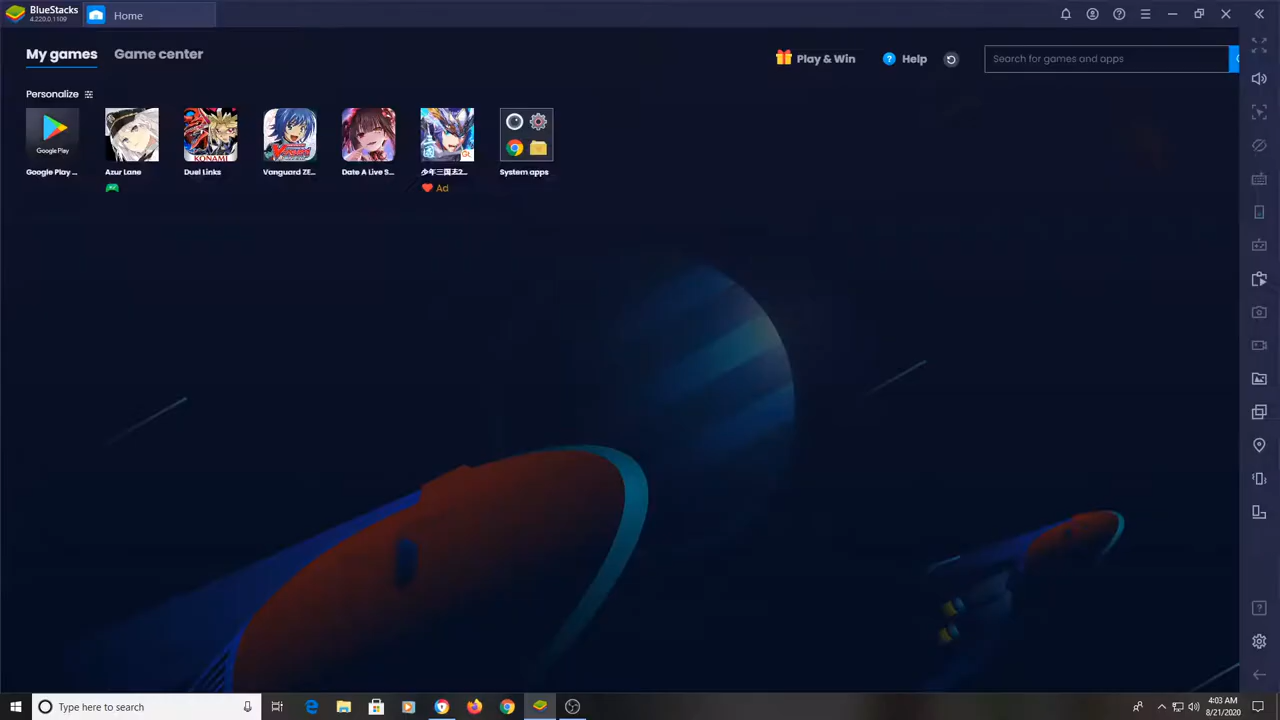 BlueStacks
4.220.0.1109
Home
My games
Game center
Play & Win
Help
Search for games and apps
Personalize
Google Play
KONAMI
Google Play ...
Azur Lane
Duel Links
Vanguard ZE...
Date A Live S...
少年三国志2...
System apps
Ad
Type here to search
4:03 AM
8/21/2020